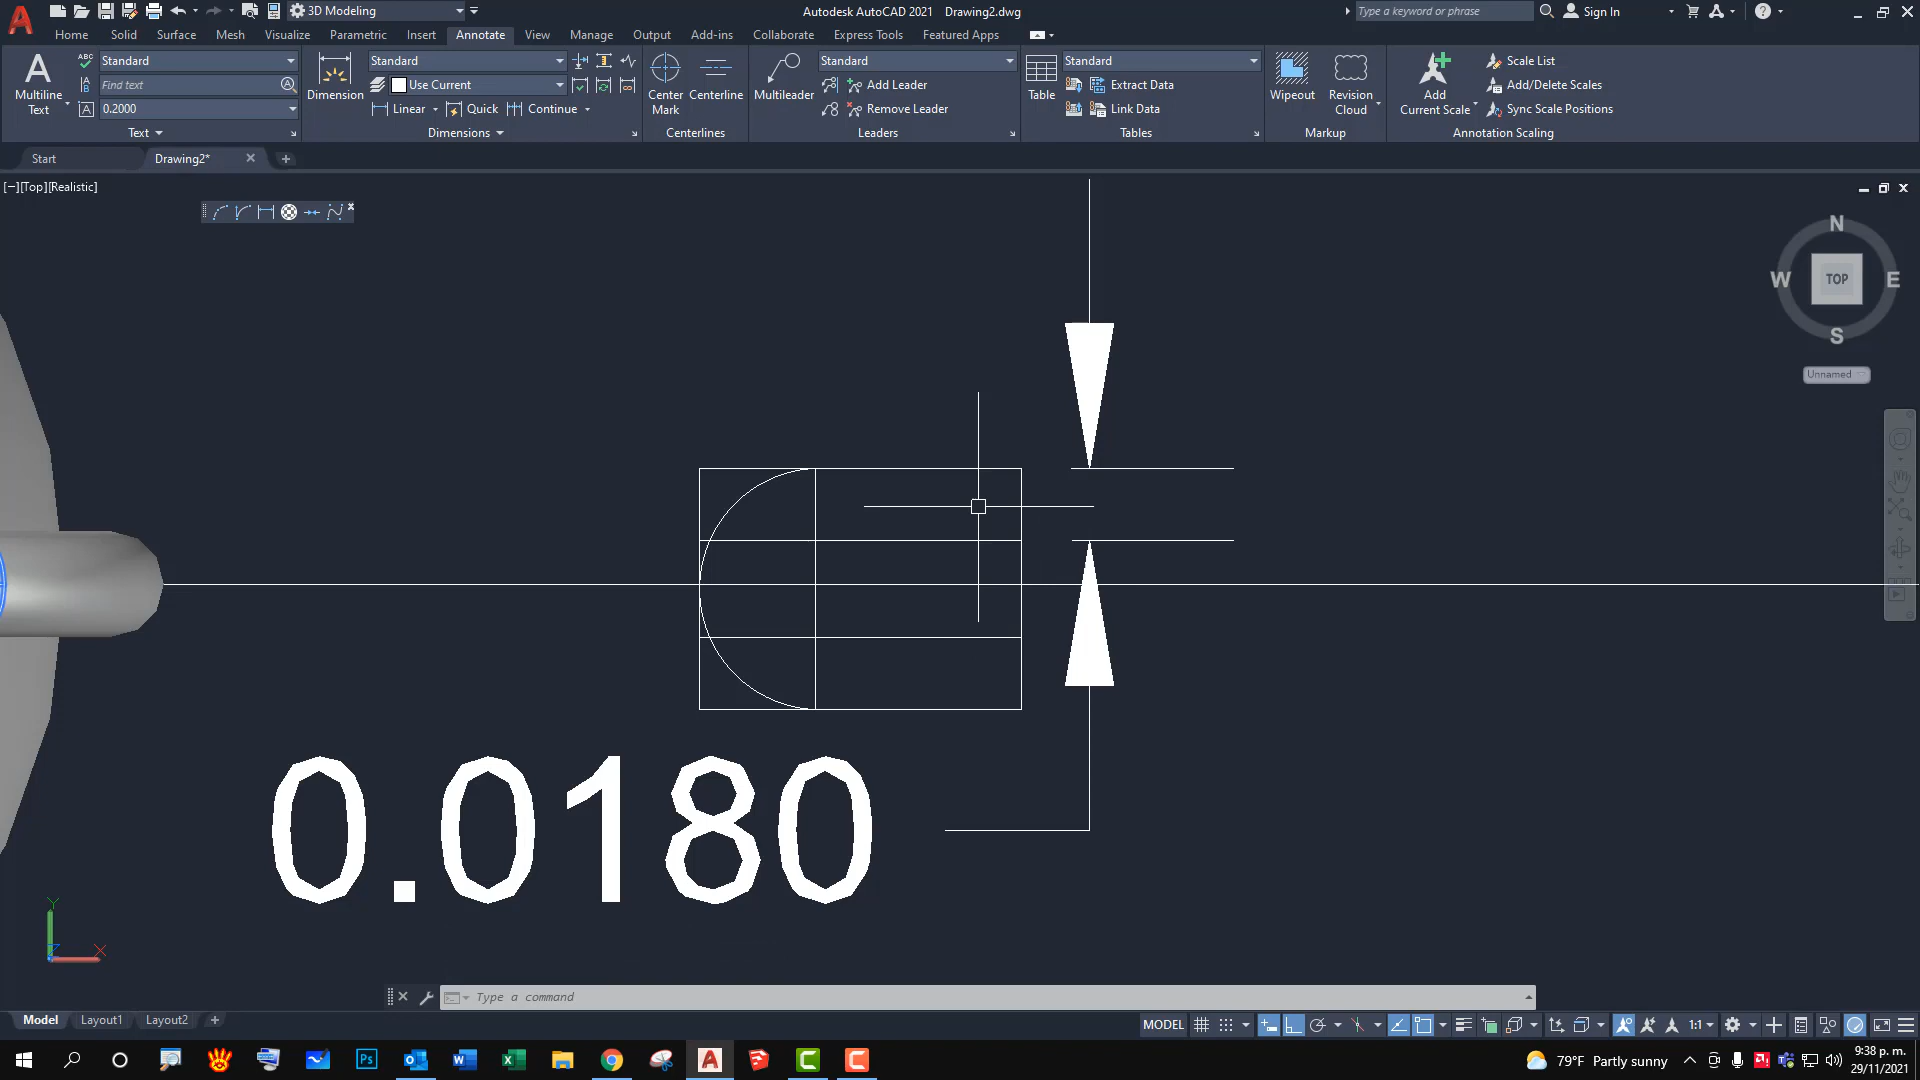 3D Modeling
Autodesk AutoCAD 2021 Drawing2.dwg
Type a keyword or phrase
Sign In
Home Solid Surface Mesh Visualize Parametric Insert Annotate View Manage Output Add-ins Collaborate Express Tools Featured Apps
Multiline Text
ABC
Standard
Find text
0.2000
Text
Dimension
Standard
Use Current
Linear Quick Continue
Dimensions
Center Mark
Centerline
Centerlines
Multileader
Standard
Add Leader
Remove Leader
Leaders
Table
Standard
Extract Data
Link Data
Tables
Wipeout
Revision Cloud
Markup
Add Current Scale
Scale List
Add/Delete Scales
Sync Scale Positions
Annotation Scaling
Start
Drawing2*
[−][Top][Realistic]
N
W TOP E
S
Unnamed
0.0180
Y
X
Type a command
Model Layout1 Layout2
MODEL
1:1
79°F Partly sunny
9:38 p. m.
29/11/2021